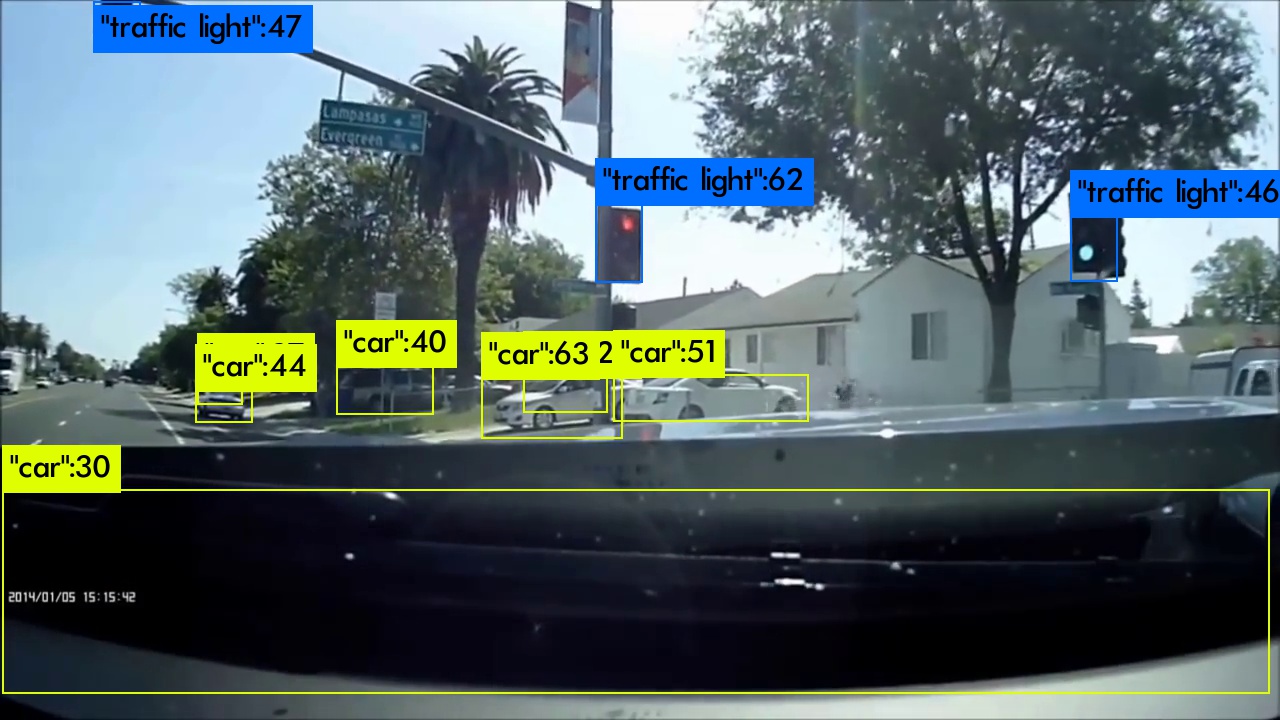 "traffic light":47
Lampasas
Evergreen
"traffic light":62
"traffic light":46
"car":44
"car":40
"car":63
2
"car":51
"car":30
2014/01/05 15:15:42